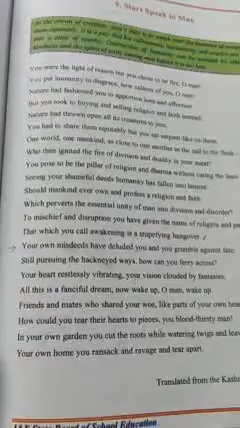 9. Stars Speak to Man
You were the light of reason but you chose to be fire, O man!
You put humanity to disgrace, how callous of you, O man!
Nature had fashioned you to apportion love and affection
But you took to buying and selling religion and faith instead.
Nature had thrown open all its treasures to you;
You had to share them equitably but you sat serpent-like on them.
One world, one mankind, as close to one another as the nail to the flesh –
Who then ignited the fire of division and duality in your mind?
You pose to be the pillar of religion and dharma without caring the least
Seeing your shameful deeds humanity has fallen into lament.
Should mankind ever own and profess a religion and faith
Which perverts the essential unity of man into division and disorder?
To mischief and disruption you have given the name of religion and
That which you call awakening is a stupefying hangover.
Your own misdeeds have deluded you and you grumble against fate;
Still pursuing the hackneyed ways, how can you ferry across?
Your heart restlessly vibrating, your vision clouded by fantasies;
All this is a fanciful dream, now wake up, O man, wake up.
Friends and mates who shared your woe, like parts of your own
How could you tear their hearts to pieces, you blood-thirsty man!
In your own garden you cut the roots while watering twigs and
Your own home you ransack and ravage and tear apart.
Translated from the
Board of School Education